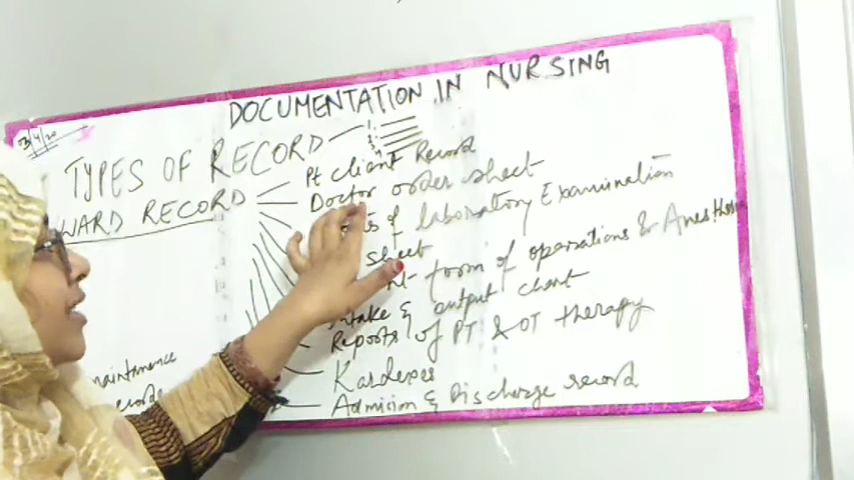 DOCUMENTATION IN NURSING
03/4/20
TYPES OF RECORD
WARD RECORD
Pt client Record
Doctor order sheet
of laboratory Examination
sheet
form of operations & Anesthesia
Intake & output chart
Reports of PT & OT therapy
Kardexes
Admision & Discharge record
maintenance